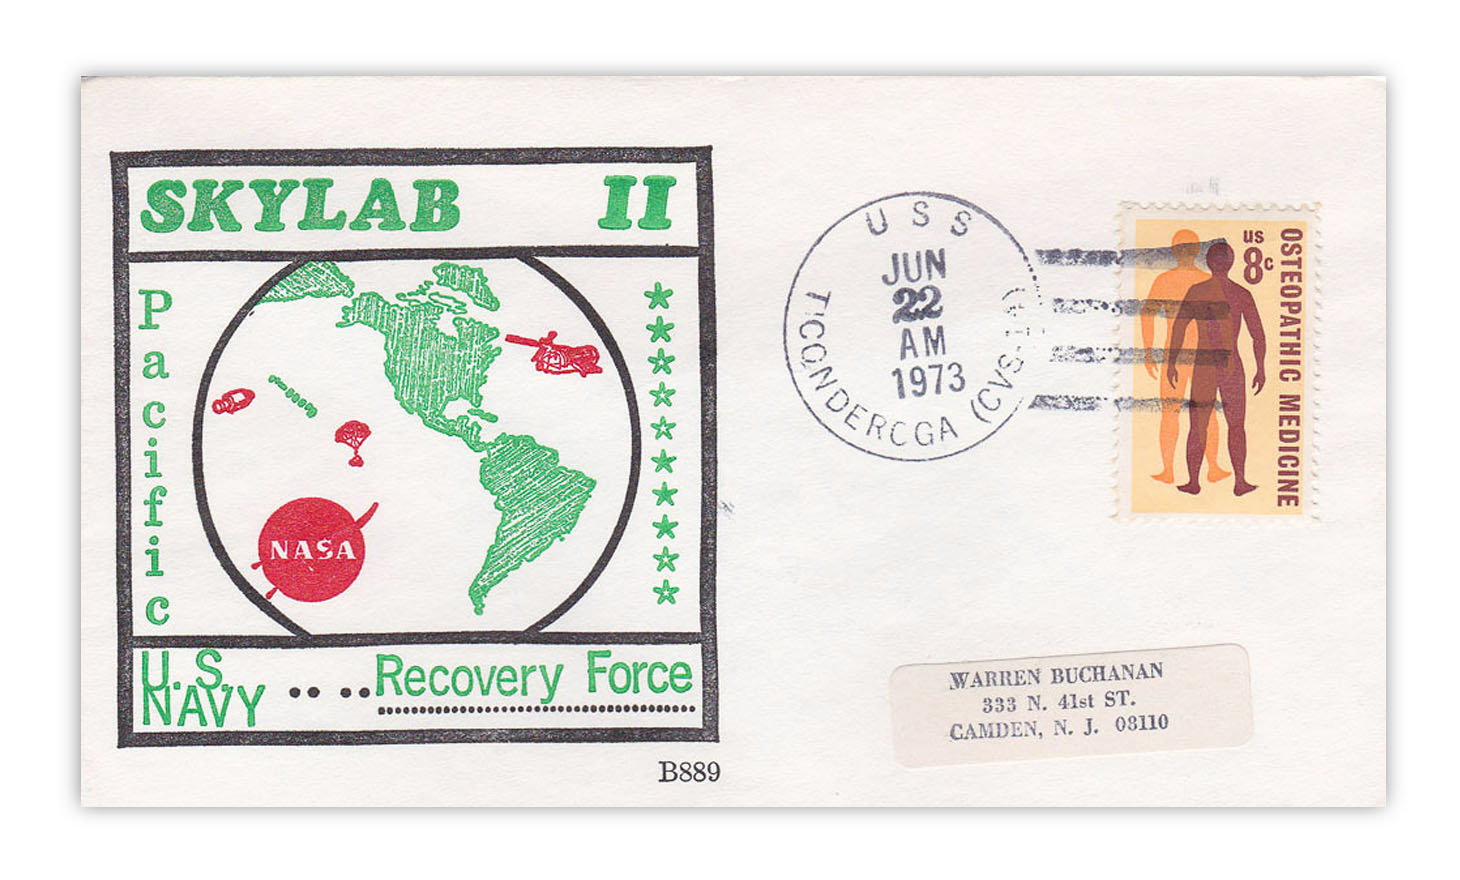 SKYLAB II
Pacific
NASA
U.S. NAVY .. ..Recovery Force
B889
USS
TICONDEROGA (CVS-14)
JUN
22
AM
1973
US
8c
OSTEOPATHIC MEDICINE
WARREN BUCHANAN
333 N. 41st ST.
CAMDEN, N. J. 08110